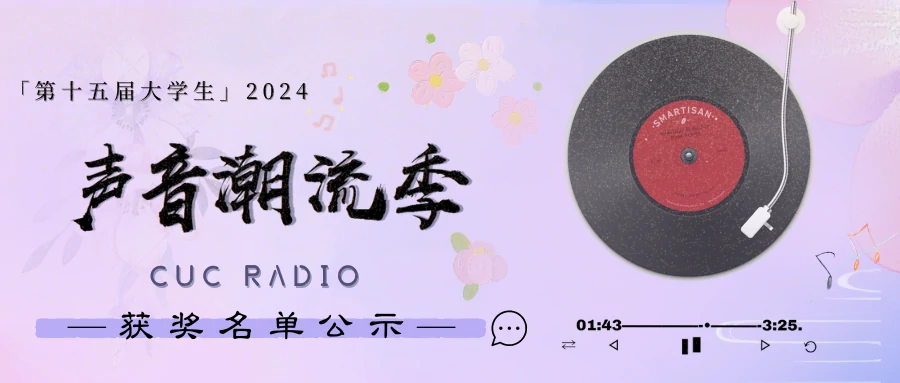 「第十五届大学生」2024
声音潮流季
CUC RADIO
获奖名单公示
SMARTISAN
01:43
-3:25.